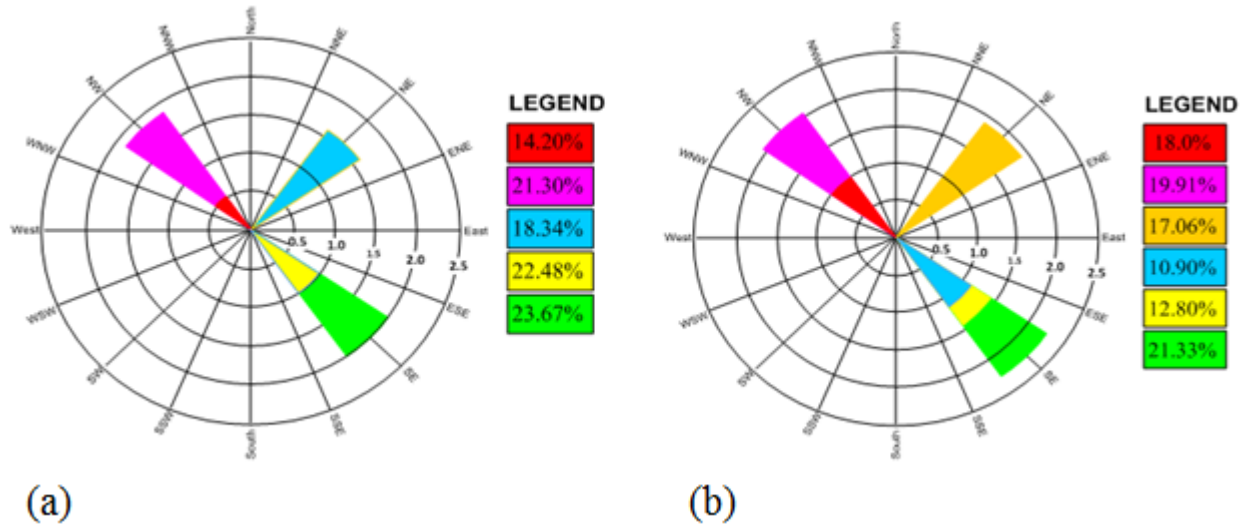 North
NNW
NNE
NW
NE
WNW
ENE
West
East
0.5
1.0
1.5
2.0
2.5
WSW
ESE
SW
SE
SSW
SSE
South
LEGEND
14.20%
21.30%
18.34%
22.48%
23.67%
(a)
North
NNW
NNE
NW
NE
WNW
ENE
West
East
0.5
1.0
1.5
2.0
2.5
WSW
ESE
SW
SE
SSW
SSE
South
LEGEND
18.0%
19.91%
17.06%
10.90%
12.80%
21.33%
(b)